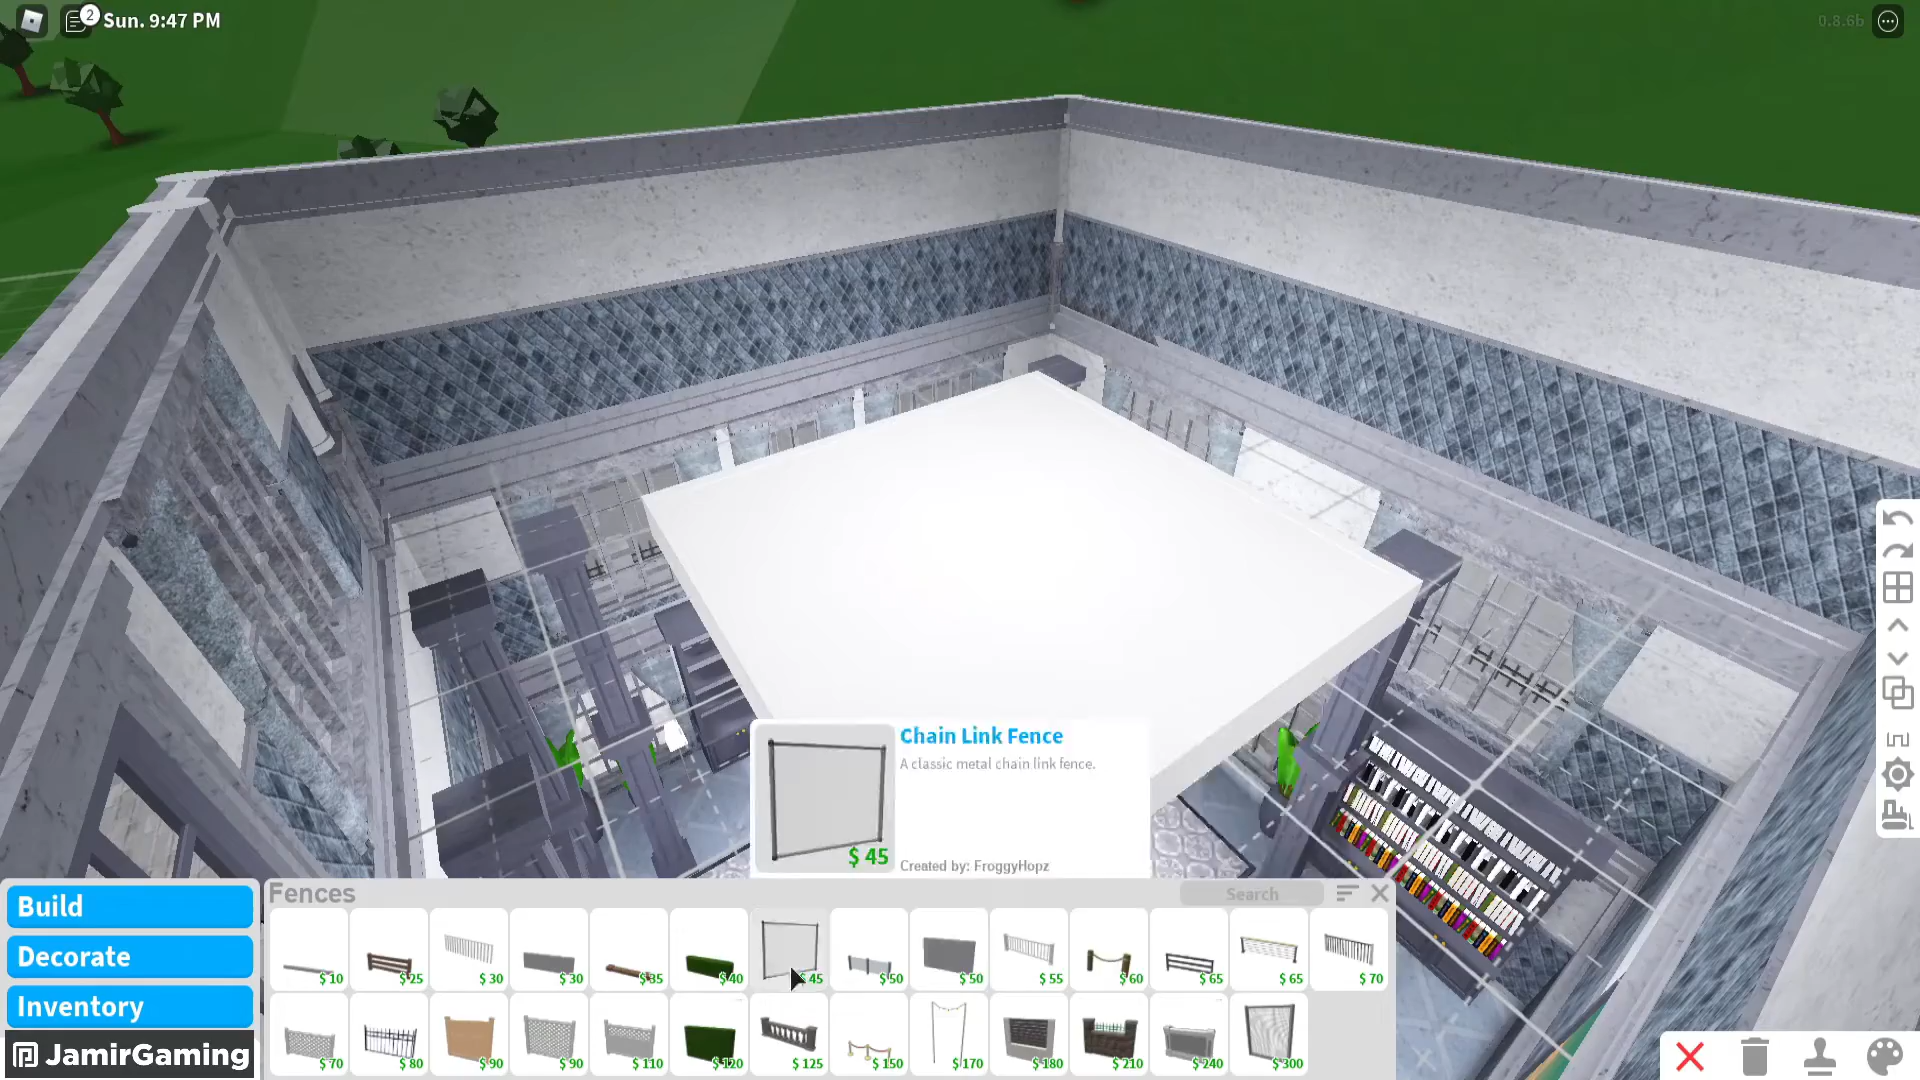 2
Sun. 9:47 PM
0.8.6b
Chain Link Fence
A classic metal chain link fence.
$ 45
Created by: FroggyHopz
Build
Decorate
Inventory
JamirGaming
Fences
Search
$ 10
$ 25
$ 30
$ 30
$ 35
$ 40
$ 45
$ 50
$ 50
$ 55
$ 60
$ 65
$ 65
$ 70
$ 70
$ 80
$ 90
$ 90
$ 110
$ 120
$ 125
$ 150
$ 170
$ 180
$ 210
$ 240
$ 300